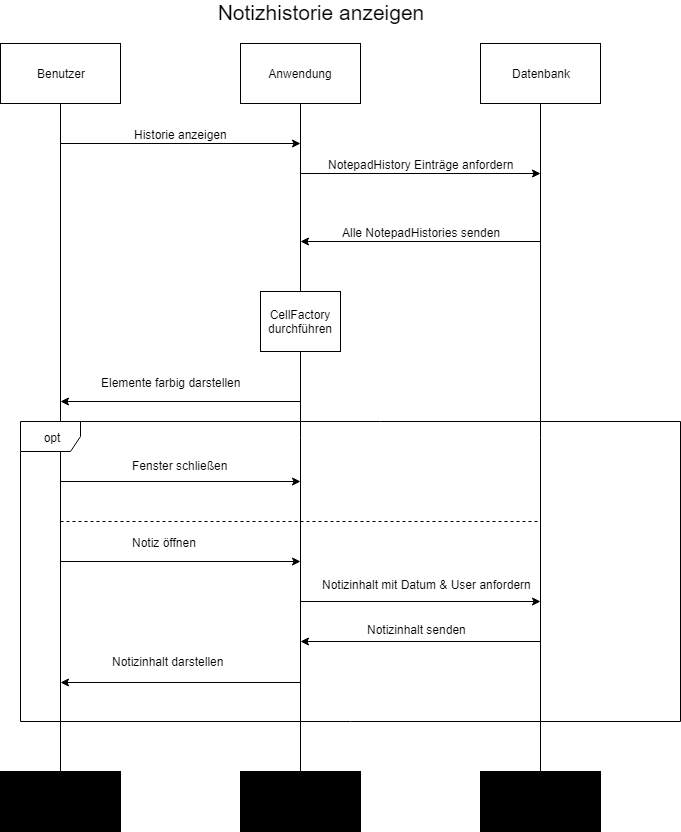 Notizhistorie anzeigen
Benutzer
Anwendung
Datenbank
Historie anzeigen
NotepadHistory Einträge anfordern
Alle NotepadHistories senden
CellFactory
durchführen
Elemente farbig darstellen
opt
Fenster schließen
Notiz öffnen
Notizinhalt mit Datum & User anfordern
Notizinhalt senden
Notizinhalt darstellen